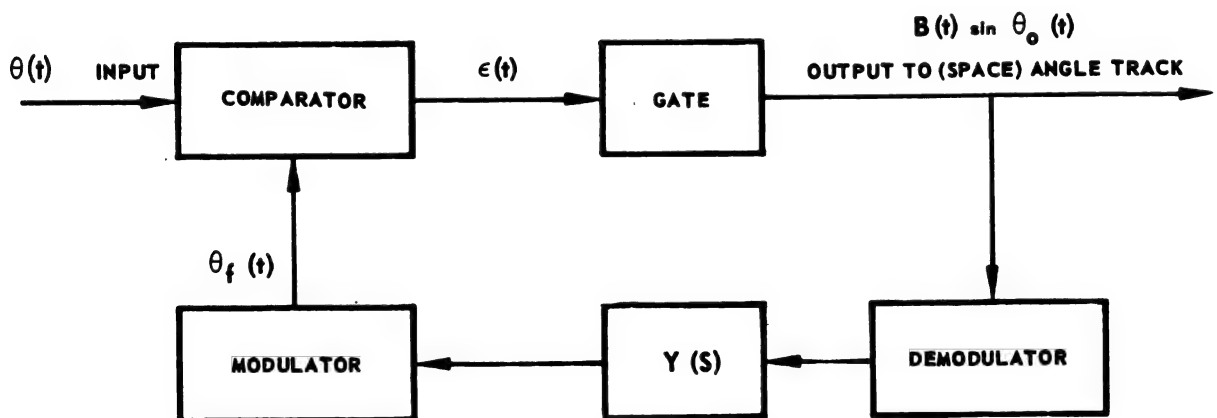 B(t) sin θo (t)
θ(t) INPUT
ϵ(t)
OUTPUT TO (SPACE) ANGLE TRACK
COMPARATOR
GATE
θf (t)
MODULATOR
Y (S)
DEMODULATOR